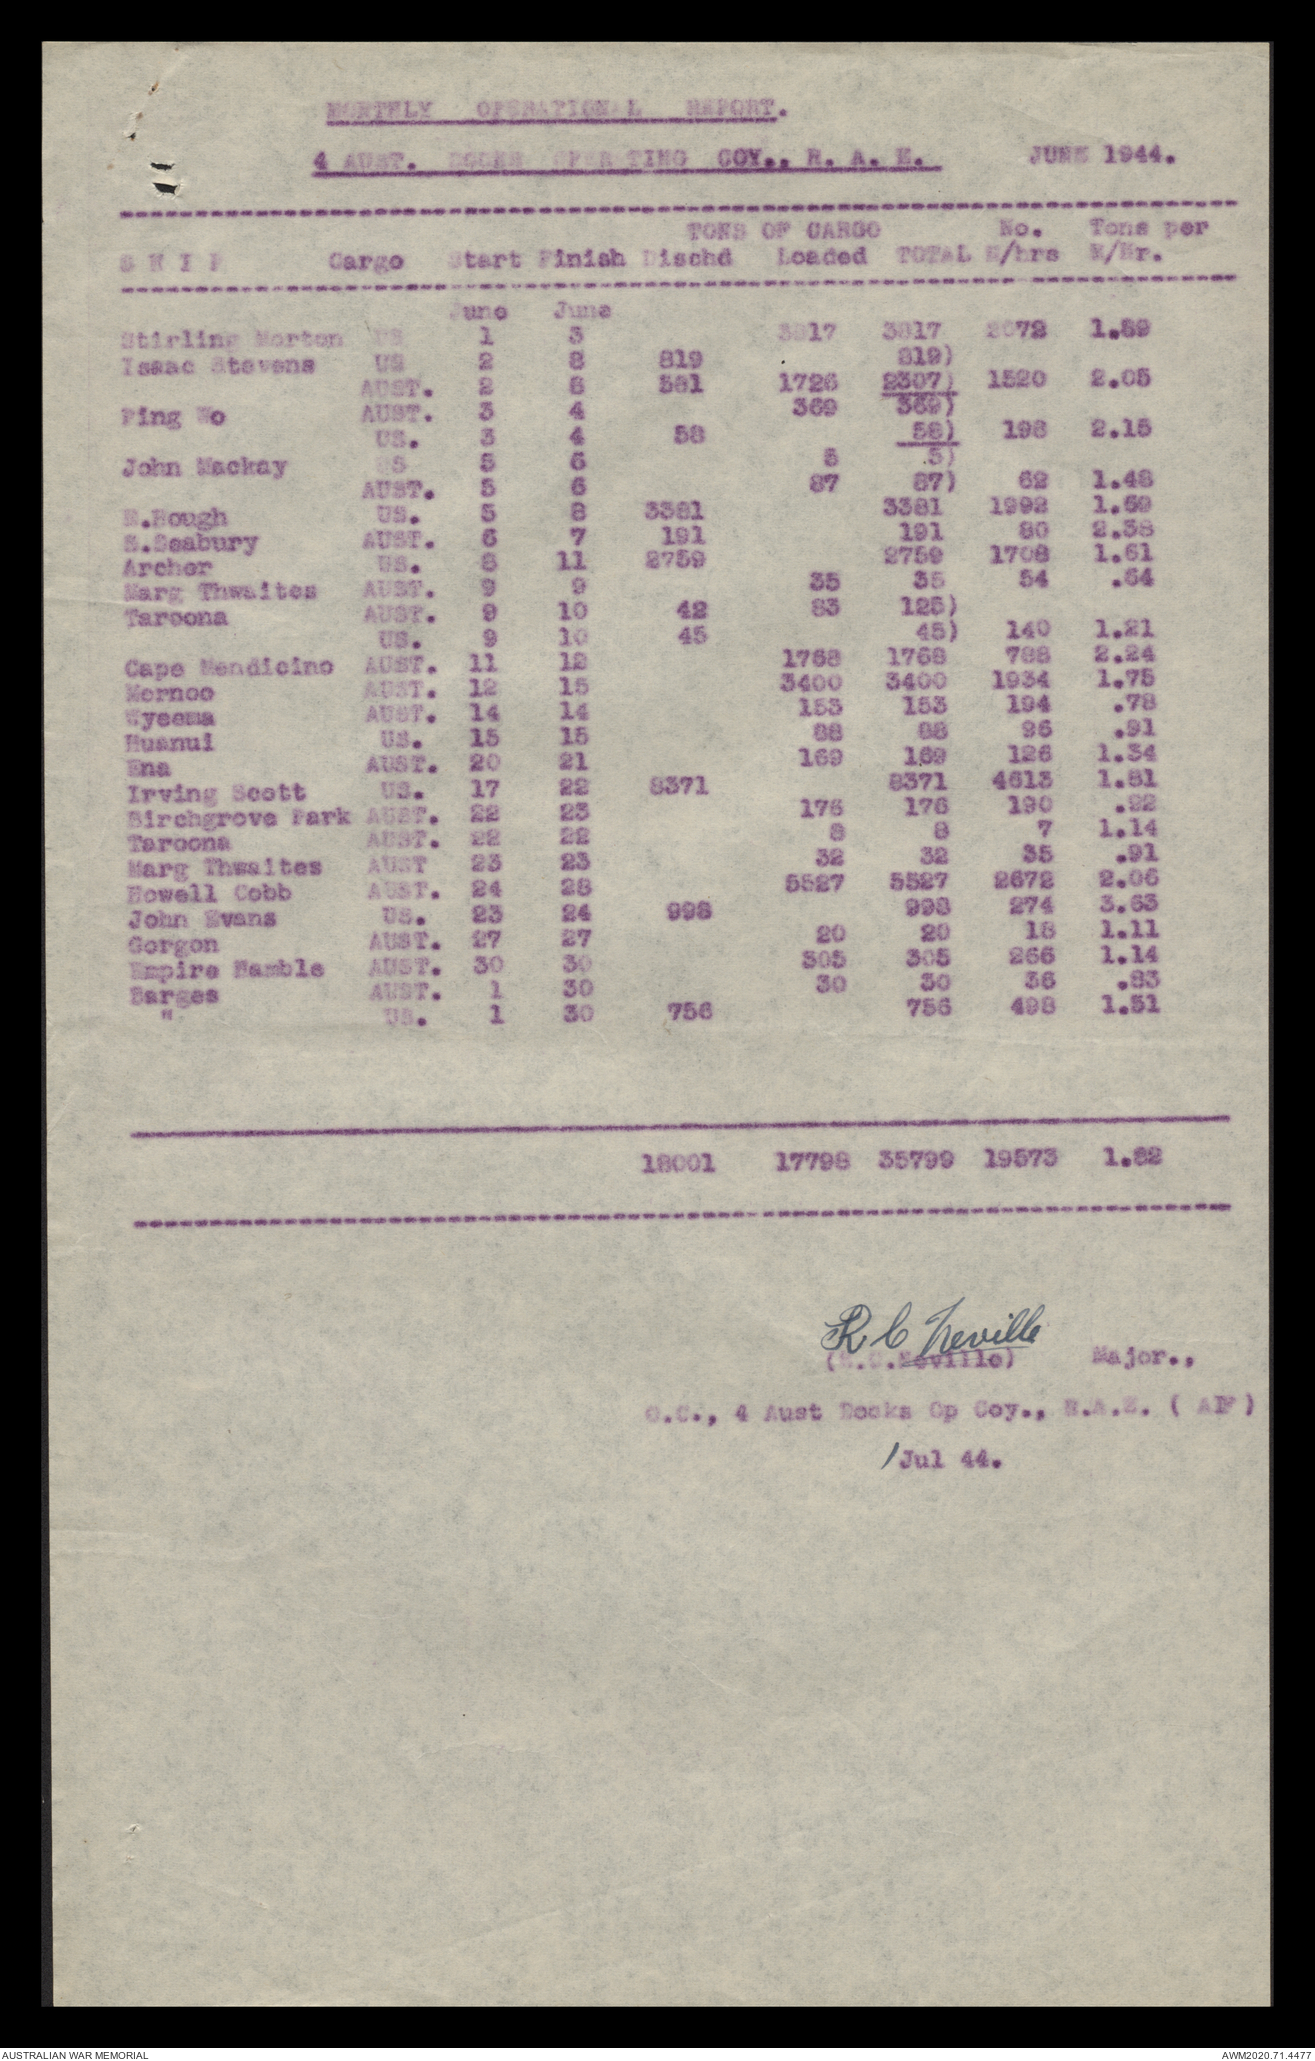 MONTHLY OPERATIONAL REPORT.
4 AUST. DOCKS OPERATING COY., R. A. E. JUNE 1944.
TONS OF CARGO No. Tons per
S H I P Cargo Start Finish Dischd Loaded TOTAL M/hrs M/Hr.
June June
Stirling Morton US 1 3 3817 3817 2672 1.59
Isaac Stevens US 2 8 819 819)
AUST. 2 8 581 1726 2307) 1520 2.05
Ping Wo AUST. 3 4 369 369)
US. 3 4 58 58) 198 2.15
John Mackay US 5 6 5 5)
AUST. 5 6 87 87) 62 1.48
E.Hough US. 5 8 3381 3381 1992 1.69
S.Seabury AUST. 6 7 191 191 80 2.38
Archer US. 8 11 2759 2759 1708 1.61
Marg Thwaites AUST. 9 9 35 35 54 .64
Taroona AUST. 9 10 42 83 125)
US. 9 10 45 45) 140 1.21
Cape Mendicino AUST. 11 12 1768 1768 788 2.24
Mernoo AUST. 12 15 3400 3400 1934 1.75
Wyeema AUST. 14 14 153 153 194 .78
Huanui US. 15 15 88 88 96 .91
Ena AUST. 20 21 169 169 126 1.34
Irving Scott US. 17 22 8371 8371 4613 1.81
Birchgrove Park AUST. 22 23 176 176 190 .92
Taroona AUST. 22 22 8 8 7 1.14
Marg Thwaites AUST 23 23 32 32 35 .91
Howell Cobb AUST. 24 28 5527 5527 2672 2.06
John Evans US. 23 24 998 998 274 3.63
Gorgon AUST. 27 27 20 20 18 1.11
Empire Hamble AUST. 30 30 305 305 266 1.14
Barges AUST. 1 30 30 30 36 .83
" US. 1 30 756 756 498 1.51
18001 17798 35799 19573 1.82
R C Neville
(R.C.Neville) Major.,
O.C., 4 Aust Docks Op Coy., R.A.E. ( AIF )
1 Jul 44.
AUSTRALIAN WAR MEMORIAL AWM2020.71.4477